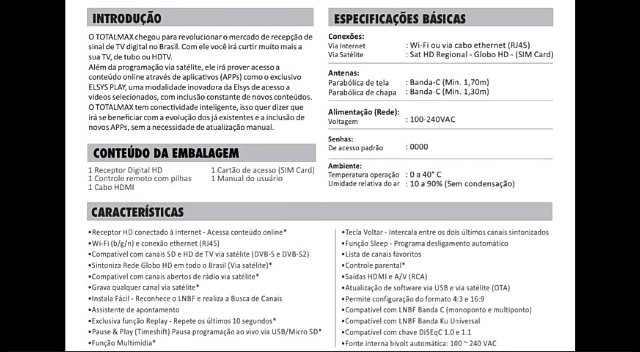 INTRODUÇÃO
O TOTALMAX chegou para revolucionar o mercado de recepção de
sinal de TV digital no Brasil. Com ele você irá curtir muito mais a
sua TV, de tubo ou HDTV.
Além da programação via satélite, ele irá prover acesso a
conteúdo online através de aplicativos (APPs) como o exclusivo
ELSYS PLAY, uma modalidade inovadora da Elsys de acesso a
vídeos selecionados, com inclusão constante de novos conteúdos.
O TOTALMAX tem conectividade inteligente, isso quer dizer que
irá se beneficiar com a evolução dos já existentes e a inclusão de
novos APPs, sem a necessidade de atualização manual.
CONTEÚDO DA EMBALAGEM
1 Receptor Digital HD 1 Cartão de acesso (SIM Card)
1 Controle remoto com pilhas 1 Manual do usuário
1 Cabo HDMI
ESPECIFICAÇÕES BÁSICAS
Conexões:
Via Internet : Wi-Fi ou via cabo ethernet (RJ45)
Via Satélite : Sat HD Regional - Globo HD - (SIM Card)
Antenas:
Parabólica de tela : Banda-C (Min. 1,70m)
Parabólica de chapa : Banda-C (Min. 1,30m)
Alimentação (Rede):
Voltagem : 100-240VAC
Senhas:
De acesso padrão : 0000
Ambiente:
Temperatura operação : 0 a 40° C
Umidade relativa do ar : 10 a 90% (Sem condensação)
CARACTERÍSTICAS
•Receptor HD conectado à internet - Acessa conteúdo online*
•Wi-Fi (b/g/n) e conexão ethernet (RJ45)
•Compatível com canais SD e HD de TV via satélite (DVB-S e DVB-S2)
•Sintoniza Rede Globo HD em todo o Brasil (Via satélite)*
•Compatível com canais abertos de rádio via satélite*
•Grava qualquer canal via satélite*
•Instala Fácil - Reconhece o LNBF e realiza a Busca de Canais
•Assistente de apontamento
•Exclusiva função Replay - Repete os últimos 10 segundos*
•Pause & Play (Timeshift) Pausa programação ao vivo via USB/Micro SD*
•Função Multimídia*
•Tecla Voltar - Intercala entre os dois últimos canais sintonizados
•Função Sleep - Programa desligamento automático
•Lista de canais favoritos
•Controle parental*
•Saídas HDMI e A/V (RCA)
•Atualização de software via USB e via satélite (OTA)
•Permite configuração do formato 4:3 e 16:9
•Compatível com LNBF Banda C (monoponto e multiponto)
•Compatível com LNBF Banda Ku Universal
•Compatível com chave DiSEqC 1.0 e 1.1
•Fonte interna bivolt automática: 100 ~ 240 VAC